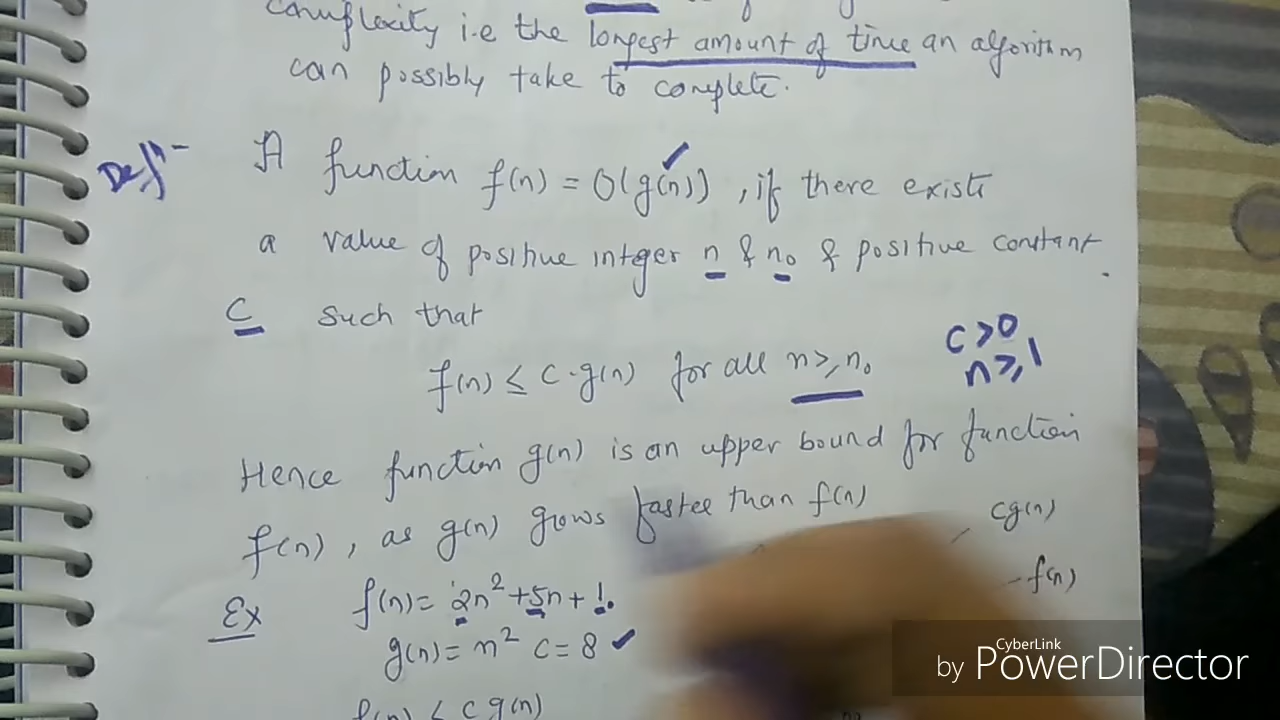 complexity i.e the longest amount of time an algorithm
can possibly take to complete.
Defn -
A function f(n) = O(g(n)), if there exists
a value of positive integer n & n₀ & positive constant
C such that
f(n) ≤ c·g(n) for all n ≥ n₀
c>0
n≥1
Hence function g(n) is an upper bound for function
f(n), as g(n) grows faster than f(n)
cg(n)
f(n)
Ex f(n) = 2n² + 5n + 1.
g(n) = n² c = 8
f(n) ≤ c g(n)
CyberLink
by PowerDirector